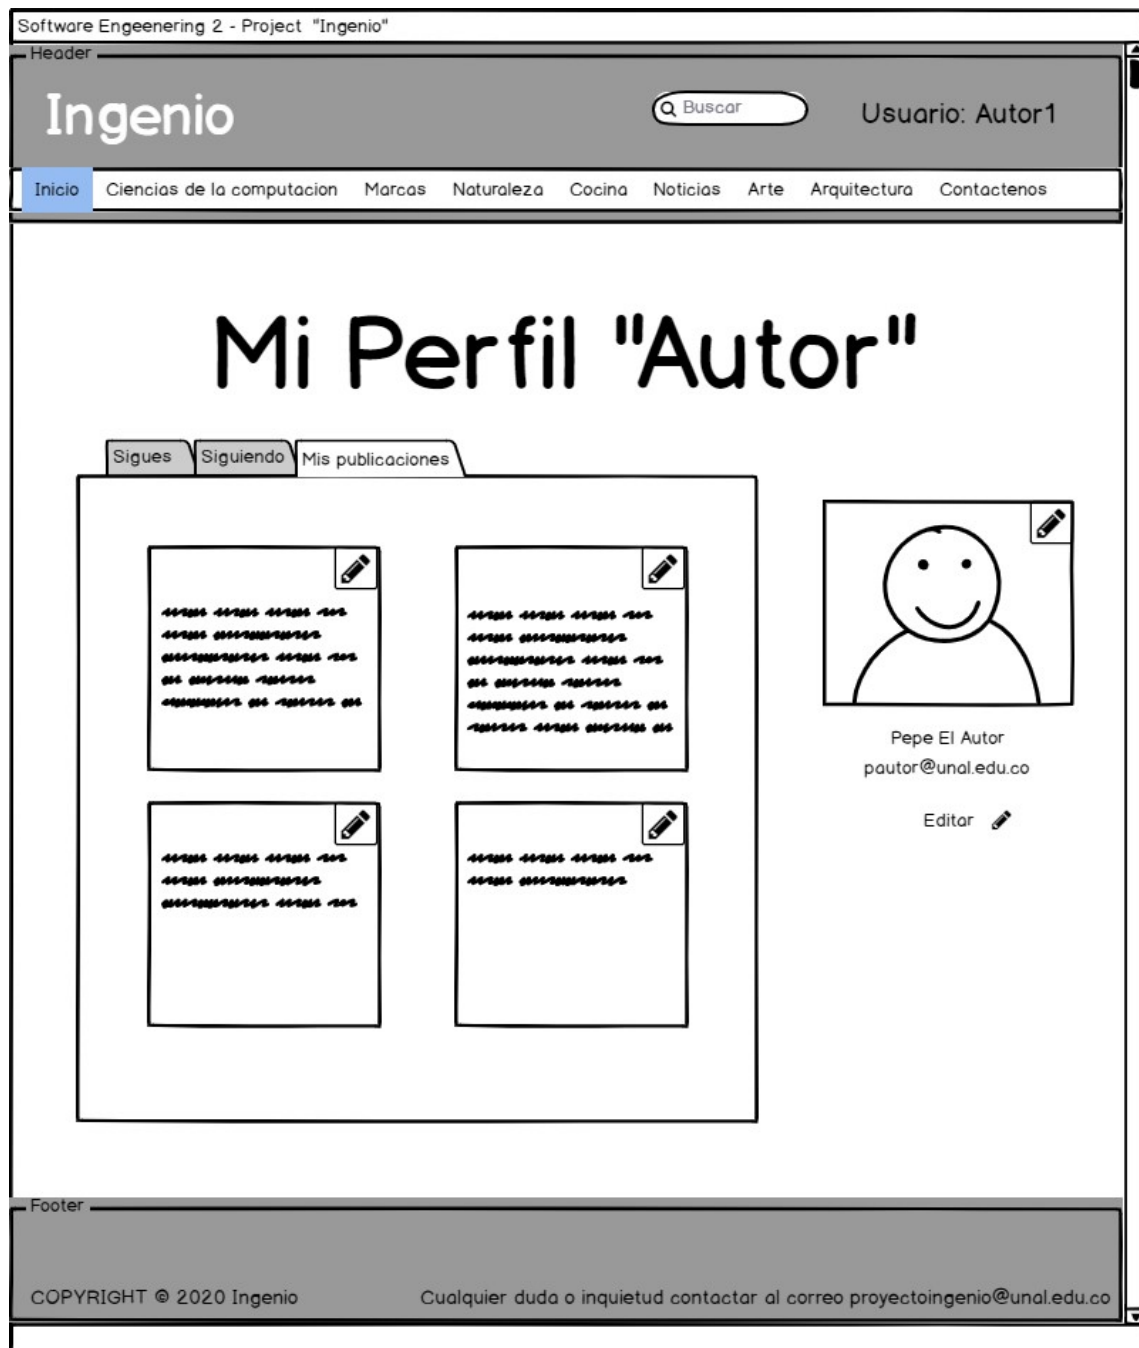 Software Engeenering 2 - Project "Ingenio"
Header
Ingenio
Buscar
Usuario: Autor1
Inicio Ciencias de la computacion Marcas Naturaleza Cocina Noticias Arte Arquitectura Contactenos
Mi Perfil "Autor"
Sigues Siguiendo Mis publicaciones
Pepe El Autor
pautor@unal.edu.co
Editar
Footer
COPYRIGHT © 2020 Ingenio
Cualquier duda o inquietud contactar al correo proyectoingenio@unal.edu.co